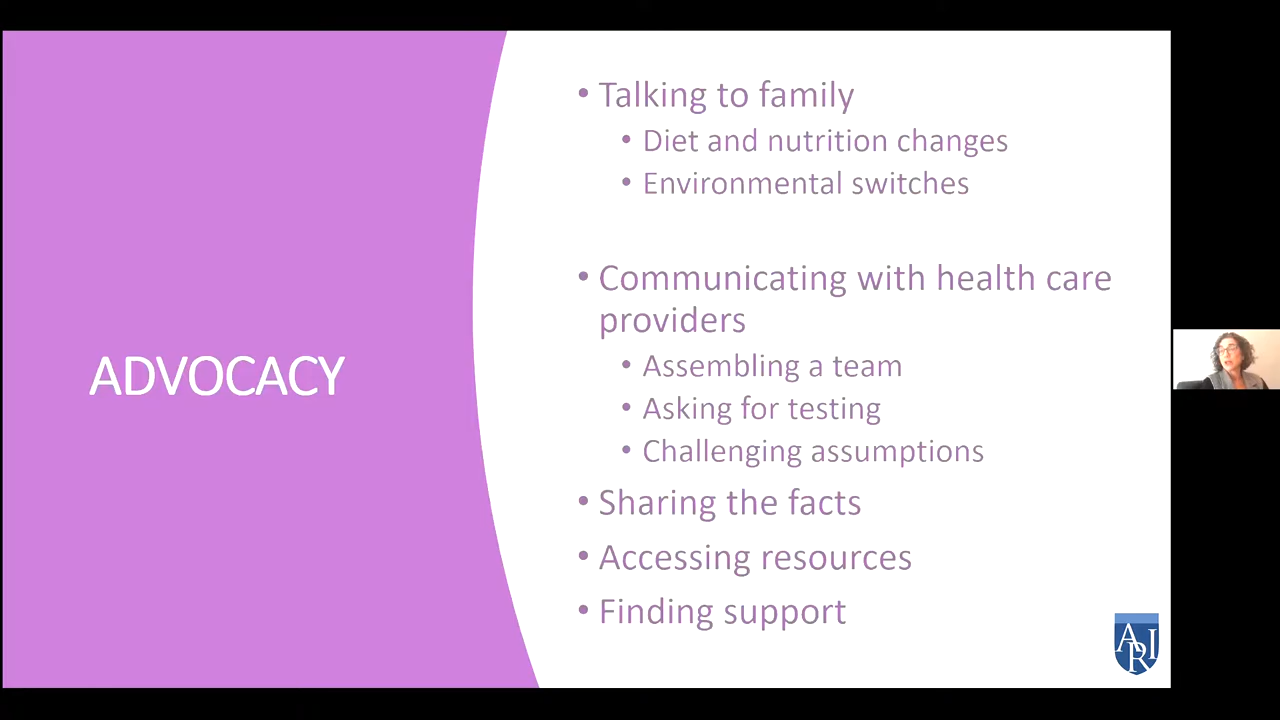 ADVOCACY
• Talking to family
• Diet and nutrition changes
• Environmental switches
• Communicating with health care
providers
• Assembling a team
• Asking for testing
• Challenging assumptions
• Sharing the facts
• Accessing resources
• Finding support
ARI